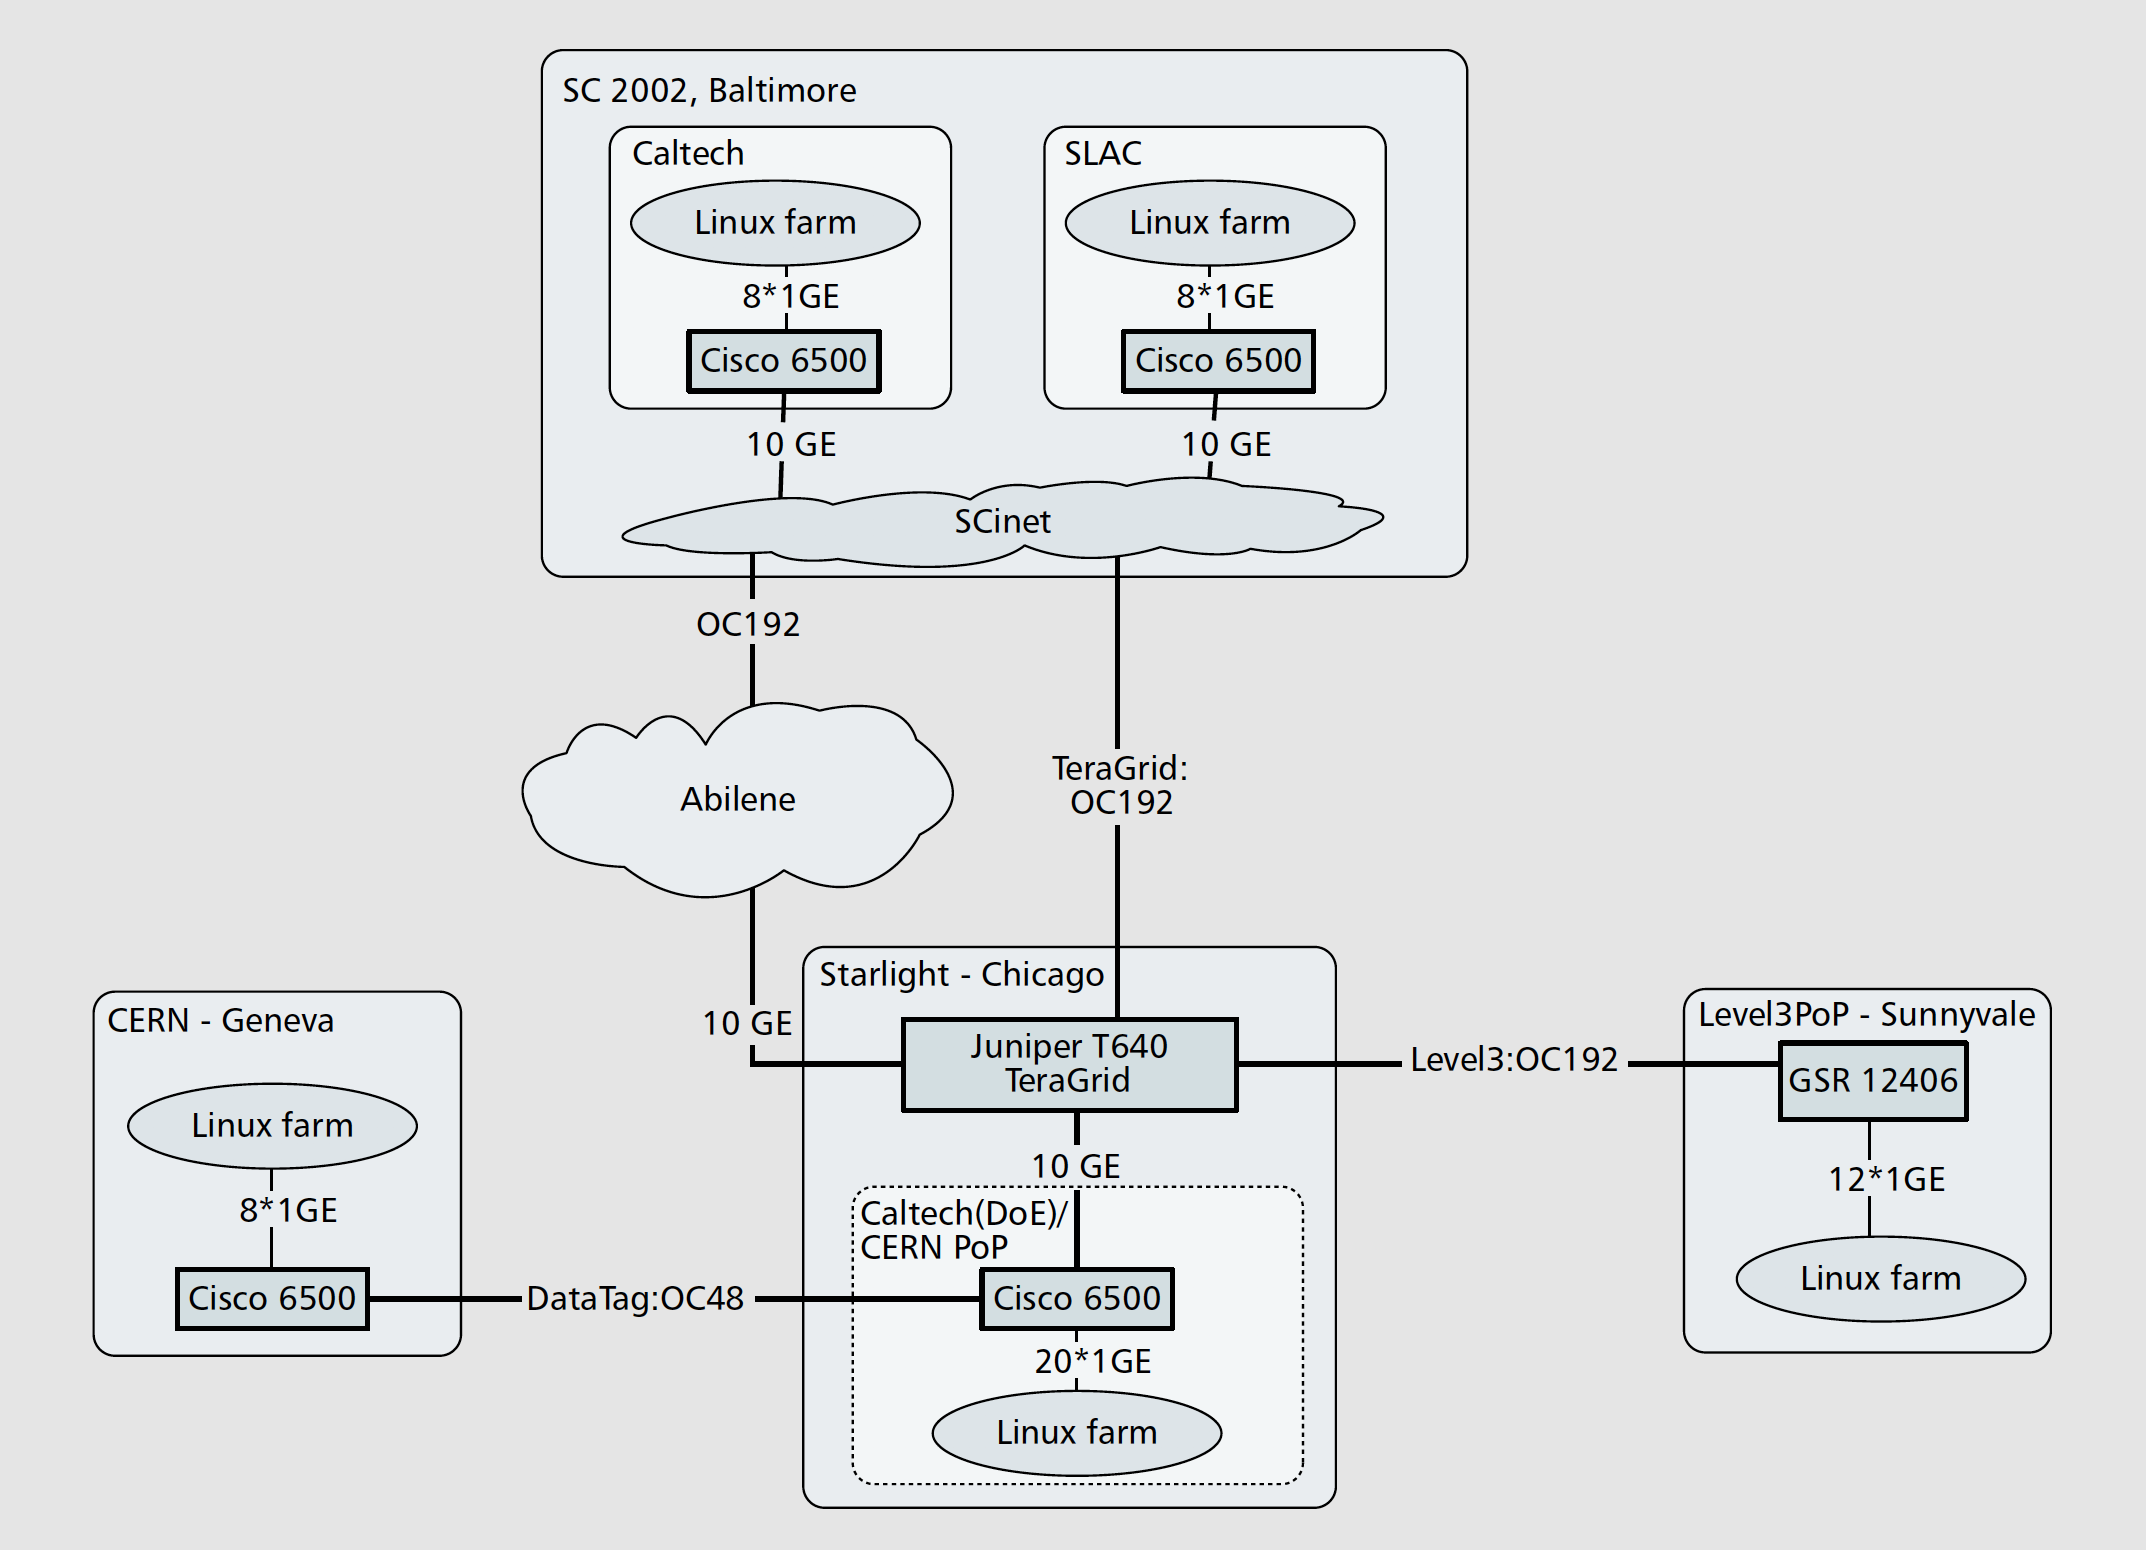 SC 2002, Baltimore
Caltech
SLAC
Linux farm
Linux farm
8*1GE
8*1GE
Cisco 6500
Cisco 6500
10 GE
10 GE
SCinet
OC192
TeraGrid:
OC192
Abilene
Starlight - Chicago
CERN - Geneva
10 GE
Level3PoP - Sunnyvale
Juniper T640
TeraGrid
Level3:OC192
GSR 12406
Linux farm
10 GE
12*1GE
8*1GE
Caltech(DoE)/
CERN PoP
Cisco 6500
DataTag:OC48
Cisco 6500
Linux farm
20*1GE
Linux farm